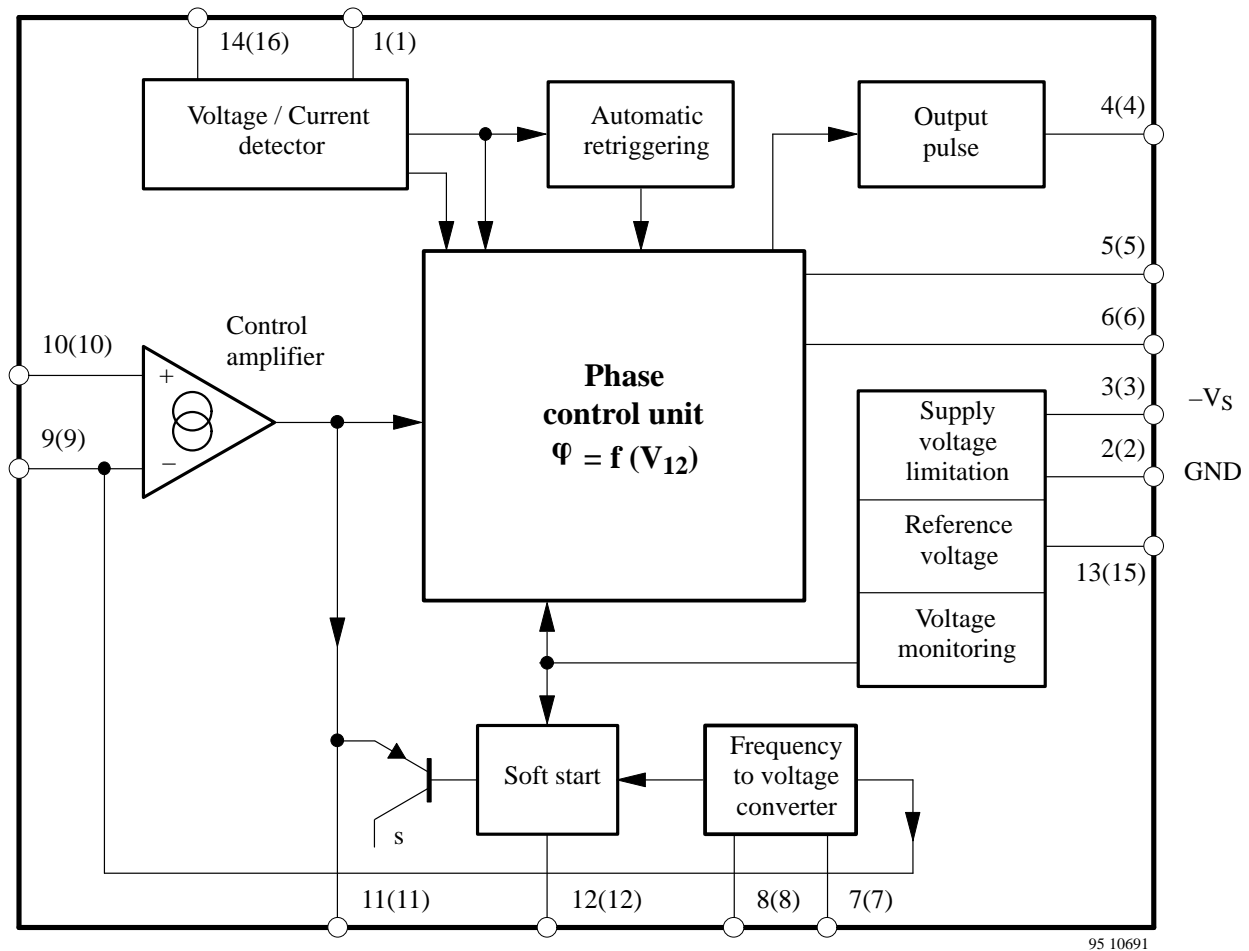 14(16)
1(1)
Voltage / Current
detector
Automatic
retriggering
Output
pulse
4(4)
5(5)
6(6)
Control
amplifier
10(10)
+
9(9)
−
Phase
control unit
φ = f (V12)
3(3)
–VS
2(2)
GND
Supply
voltage
limitation
Reference
voltage
13(15)
Voltage
monitoring
Soft start
Frequency
to voltage
converter
s
11(11)
12(12)
8(8)
7(7)
95 10691